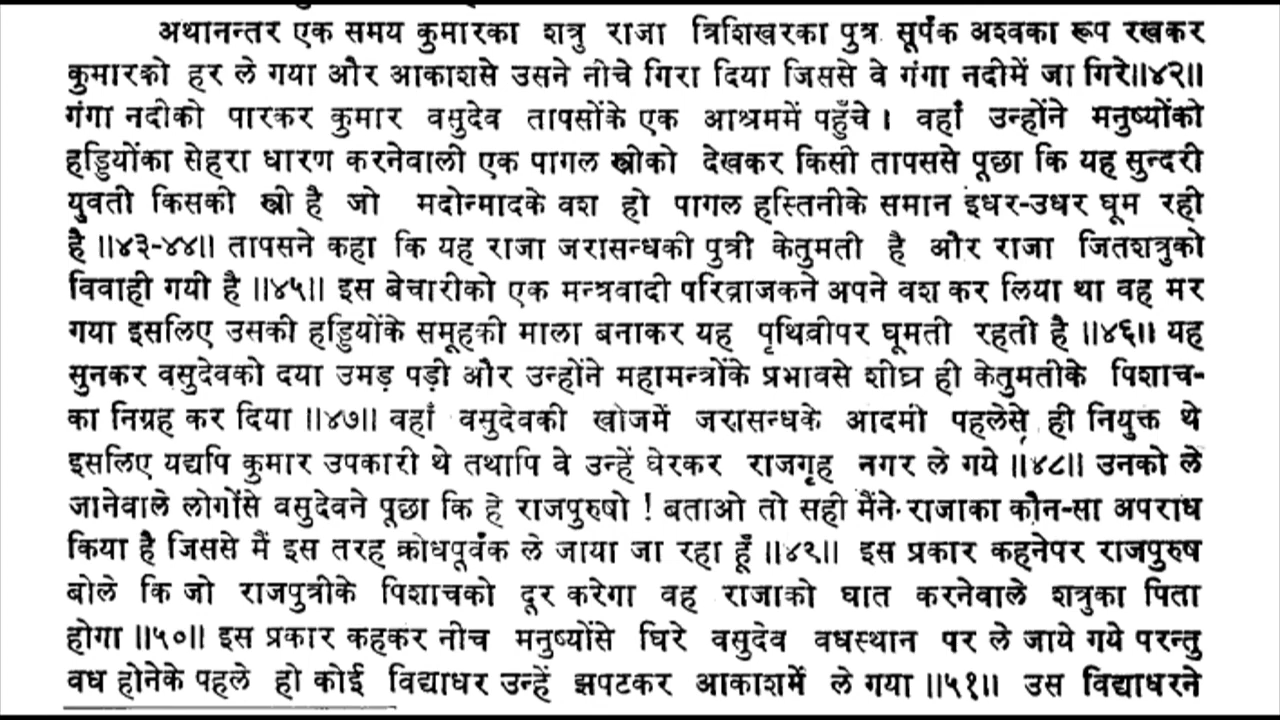 अथानन्तर एक समय कुमारका शत्रु राजा त्रिशिखरका पुत्र सूर्पक अश्वका रूप रखकर
कुमारको हर ले गया और आकाशसे उसने नीचे गिरा दिया जिससे वे गंगा नदीमें जा गिरे॥४२॥
गंगा नदीको पारकर कुमार वसुदेव तापसोंके एक आश्रममें पहुँचे । वहाँ उन्होंने मनुष्योंको
हड्डियोंका सेहरा धारण करनेवाली एक पागल स्त्रीको देखकर किसी तापससे पूछा कि यह सुन्दरी
युवती किसकी स्त्री है जो मदोन्मादके वश हो पागल हस्तिनीके समान इधर-उधर घूम रही
है ॥४३-४४॥ तापसने कहा कि यह राजा जरासन्धकी पुत्री केतुमती है और राजा जितशत्रुको
विवाही गयी है ॥४५॥ इस बेचारीको एक मन्त्रवादी परिव्राजकने अपने वश कर लिया था वह मर
गया इसलिए उसकी हड्डियोंके समूहकी माला बनाकर यह पृथिवीपर घूमती रहती है ॥४६॥ यह
सुनकर वसुदेवको दया उमड़ पड़ी और उन्होंने महामन्त्रोंके प्रभावसे शीघ्र ही केतुमतीके पिशाच-
का निग्रह कर दिया ॥४७॥ वहाँ वसुदेवकी खोजमें जरासन्धके आदमी पहलेसे ही नियुक्त थे
इसलिए यद्यपि कुमार उपकारी थे तथापि वे उन्हें घेरकर राजगृह नगर ले गये ॥४८॥ उनको ले
जानेवाले लोगोंसे वसुदेवने पूछा कि हे राजपुरुषो ! बताओ तो सही मैंने राजाका कौन-सा अपराध
किया है जिससे मैं इस तरह क्रोधपूर्वक ले जाया जा रहा हूँ ॥४९॥ इस प्रकार कहनेपर राजपुरुष
बोले कि जो राजपुत्रीके पिशाचको दूर करेगा वह राजाको घात करनेवाले शत्रुका पिता
होगा ॥५०॥ इस प्रकार कहकर नीच मनुष्योंसे घिरे वसुदेव वधस्थान पर ले जाये गये परन्तु
वध होनेके पहले हो कोई विद्याधर उन्हें झपटकर आकाशमें ले गया ॥५१॥ उस विद्याधरने